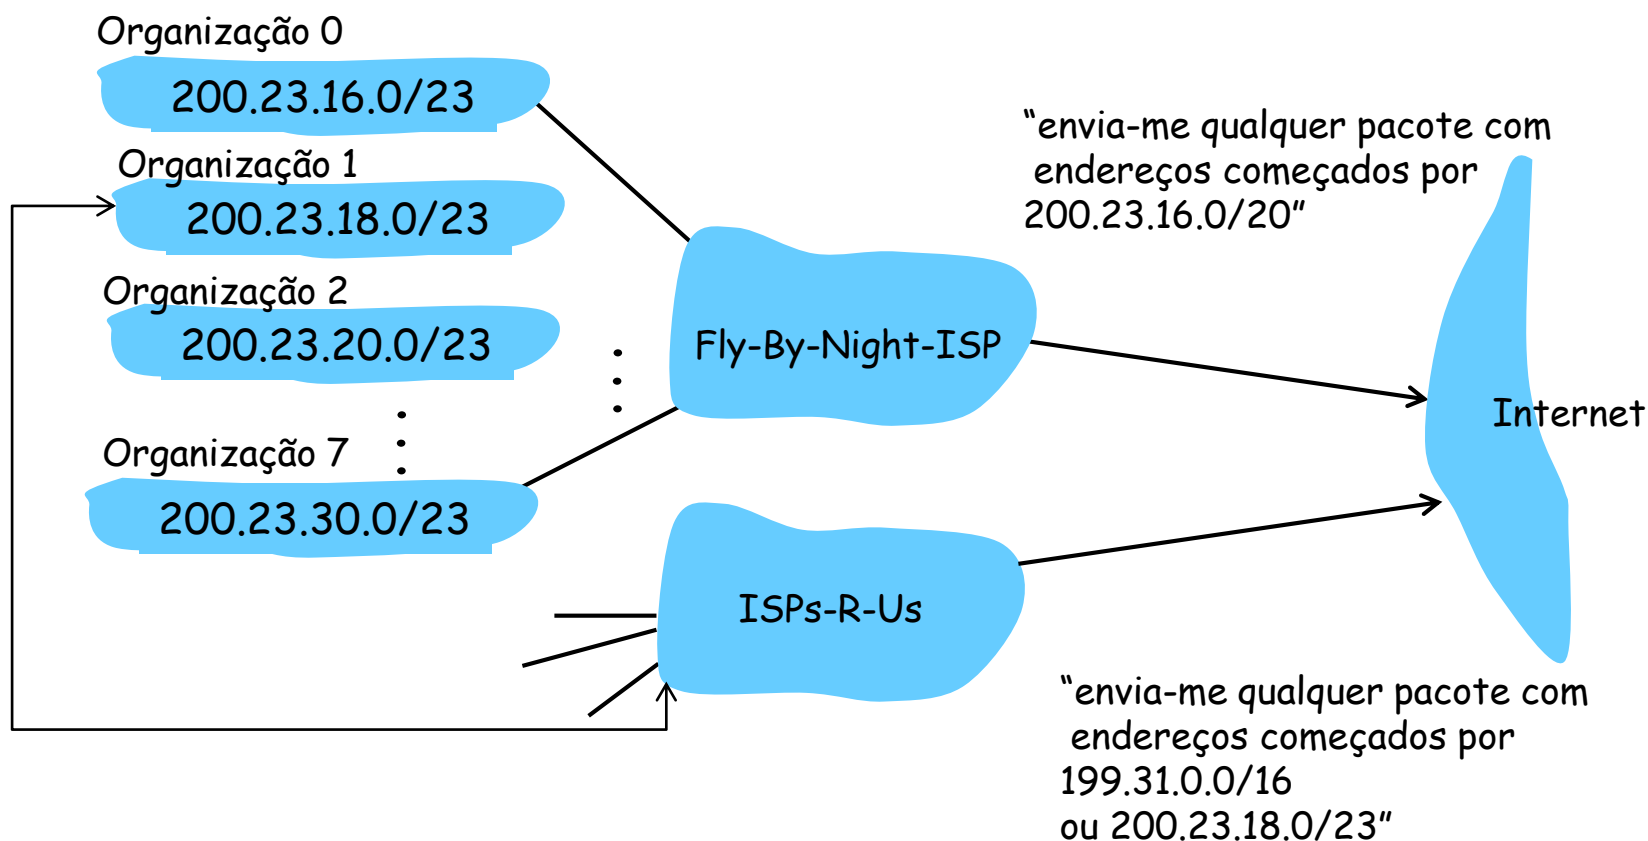 Organização 0
200.23.16.0/23
Organização 1
200.23.18.0/23
Organização 2
200.23.20.0/23
Organização 7
200.23.30.0/23
Fly-By-Night-ISP
ISPs-R-Us
“envia-me qualquer pacote com
endereços começados por
200.23.16.0/20”
Internet
“envia-me qualquer pacote com
endereços começados por
199.31.0.0/16
ou 200.23.18.0/23”